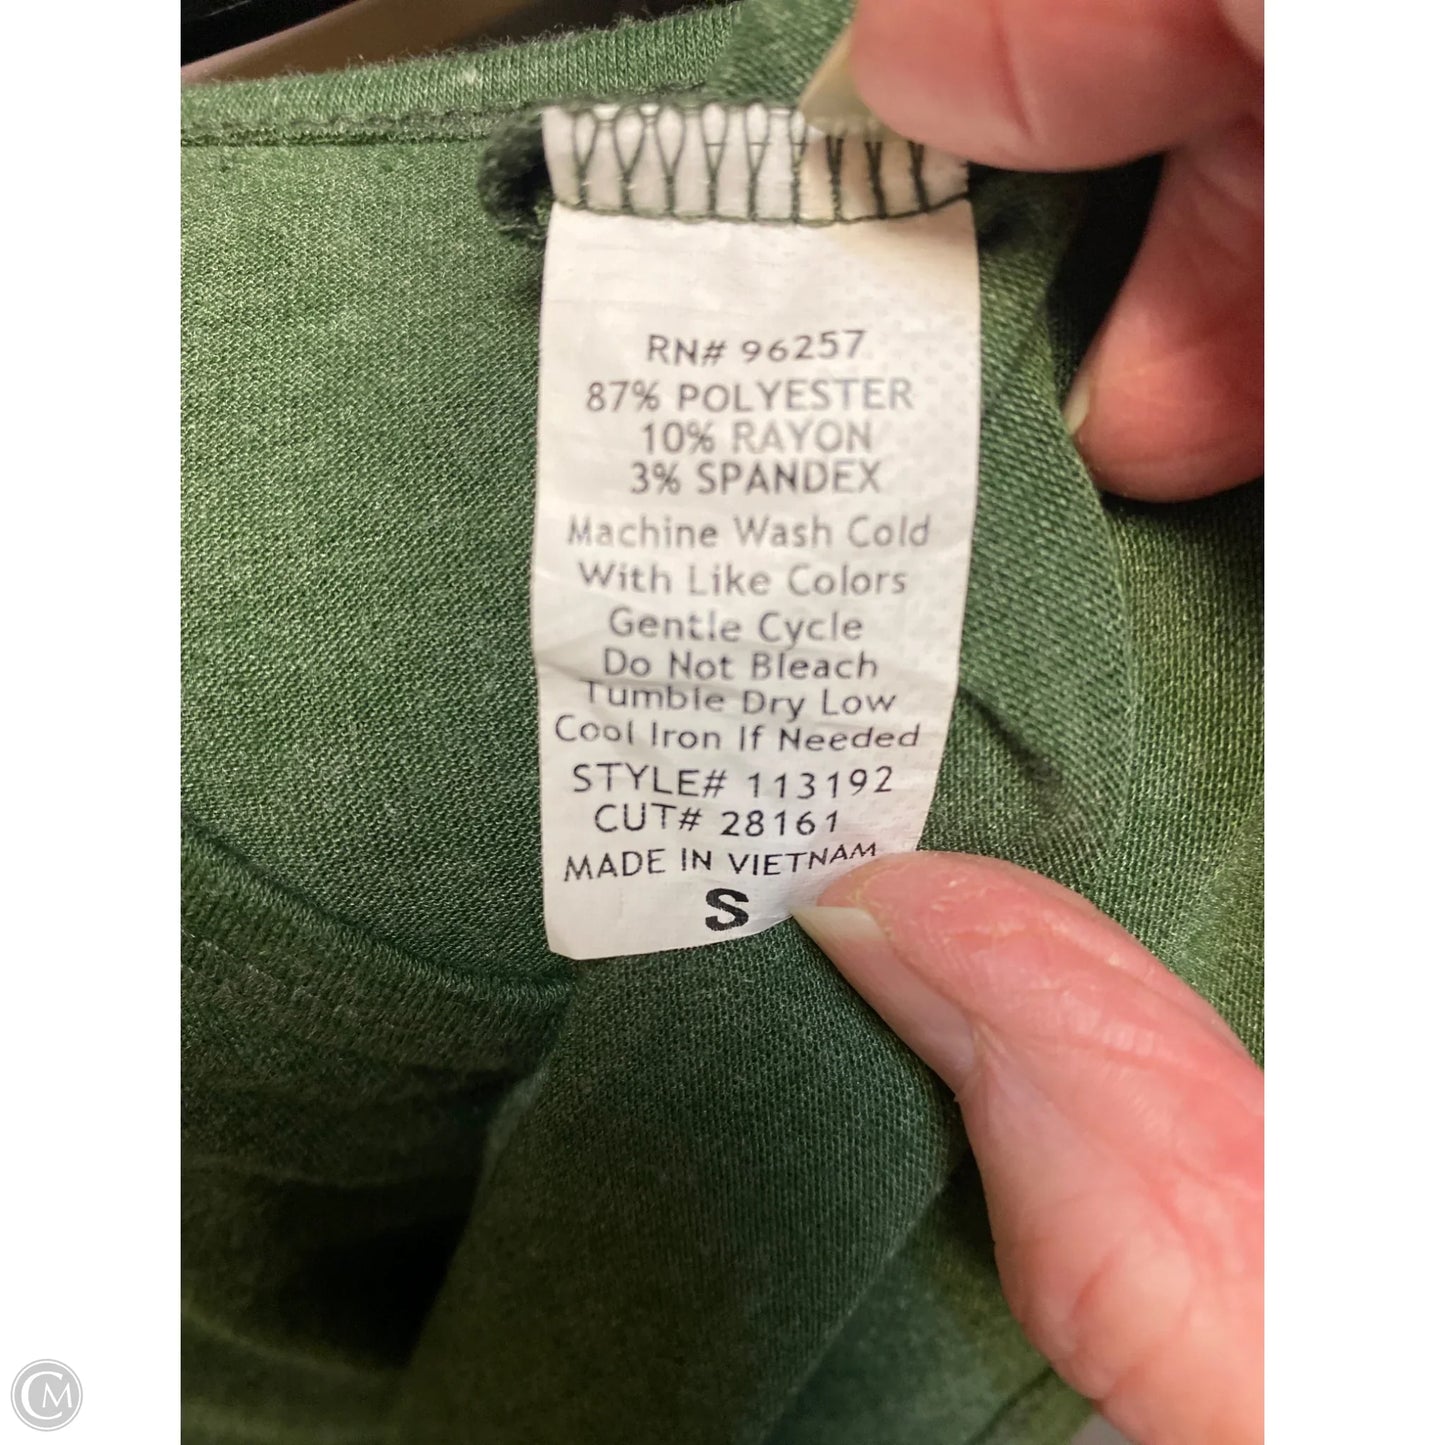 RN# 96257
87% POLYESTER
10% RAYON
3% SPANDEX
Machine Wash Cold
With Like Colors
Gentle Cycle
Do Not Bleach
Tumble Dry Low
Cool Iron If Needed
STYLE# 113192
CUT# 28161
MADE IN VIETNAM
S
CM